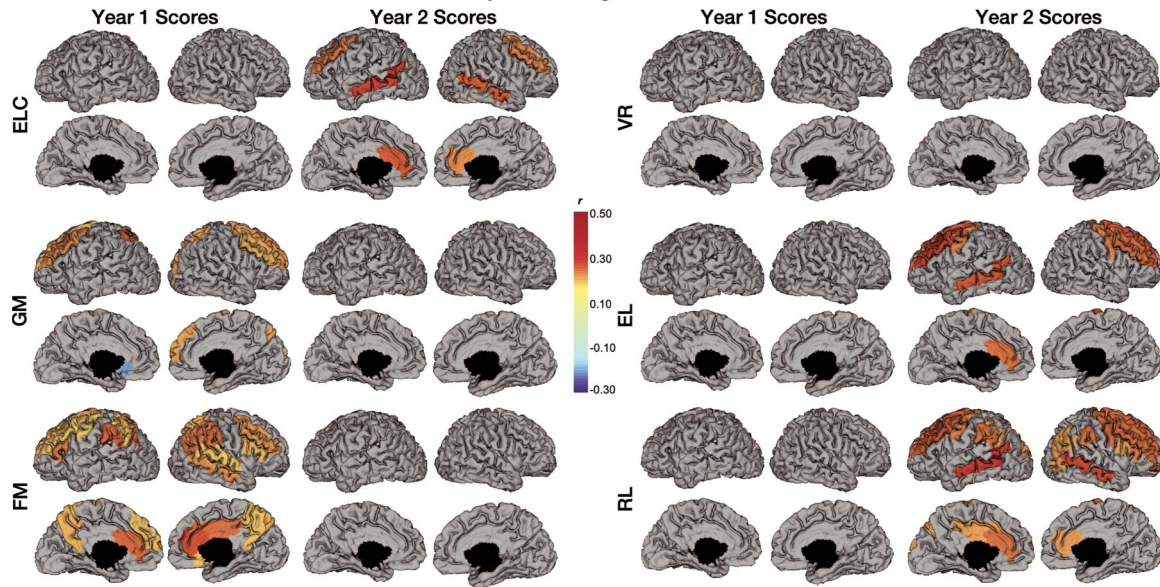 Year 1 Scores
Year 2 Scores
Year 1 Scores
Year 2 Scores
ELC
VR
r
0.50
0.30
0.10
-0.10
-0.30
GM
EL
FM
RL